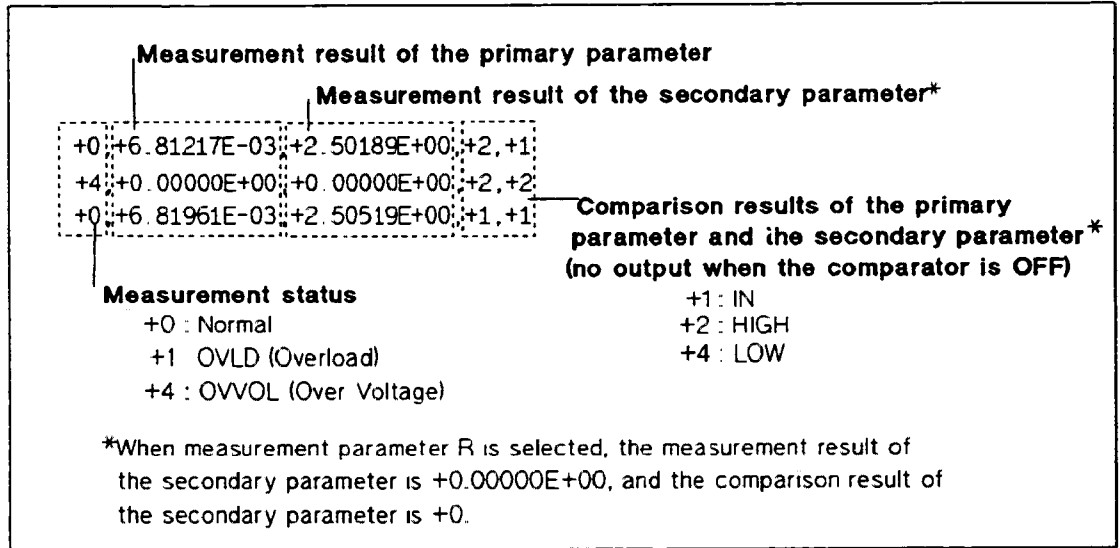 Measurement result of the primary parameter
Measurement result of the secondary parameter*
+0,+6.81217E-03,+2.50189E+00,+2,+1
+4,+0.00000E+00,+0.00000E+00,+2,+2
+0,+6.81961E-03,+2.50519E+00,+1,+1
Comparison results of the primary
parameter and the secondary parameter*
(no output when the comparator is OFF)
+1 : IN
+2 : HIGH
+4 : LOW
Measurement status
+0 : Normal
+1 OVLD (Overload)
+4 : OVVOL (Over Voltage)
*When measurement parameter R is selected, the measurement result of
the secondary parameter is +0.00000E+00, and the comparison result of
the secondary parameter is +0.